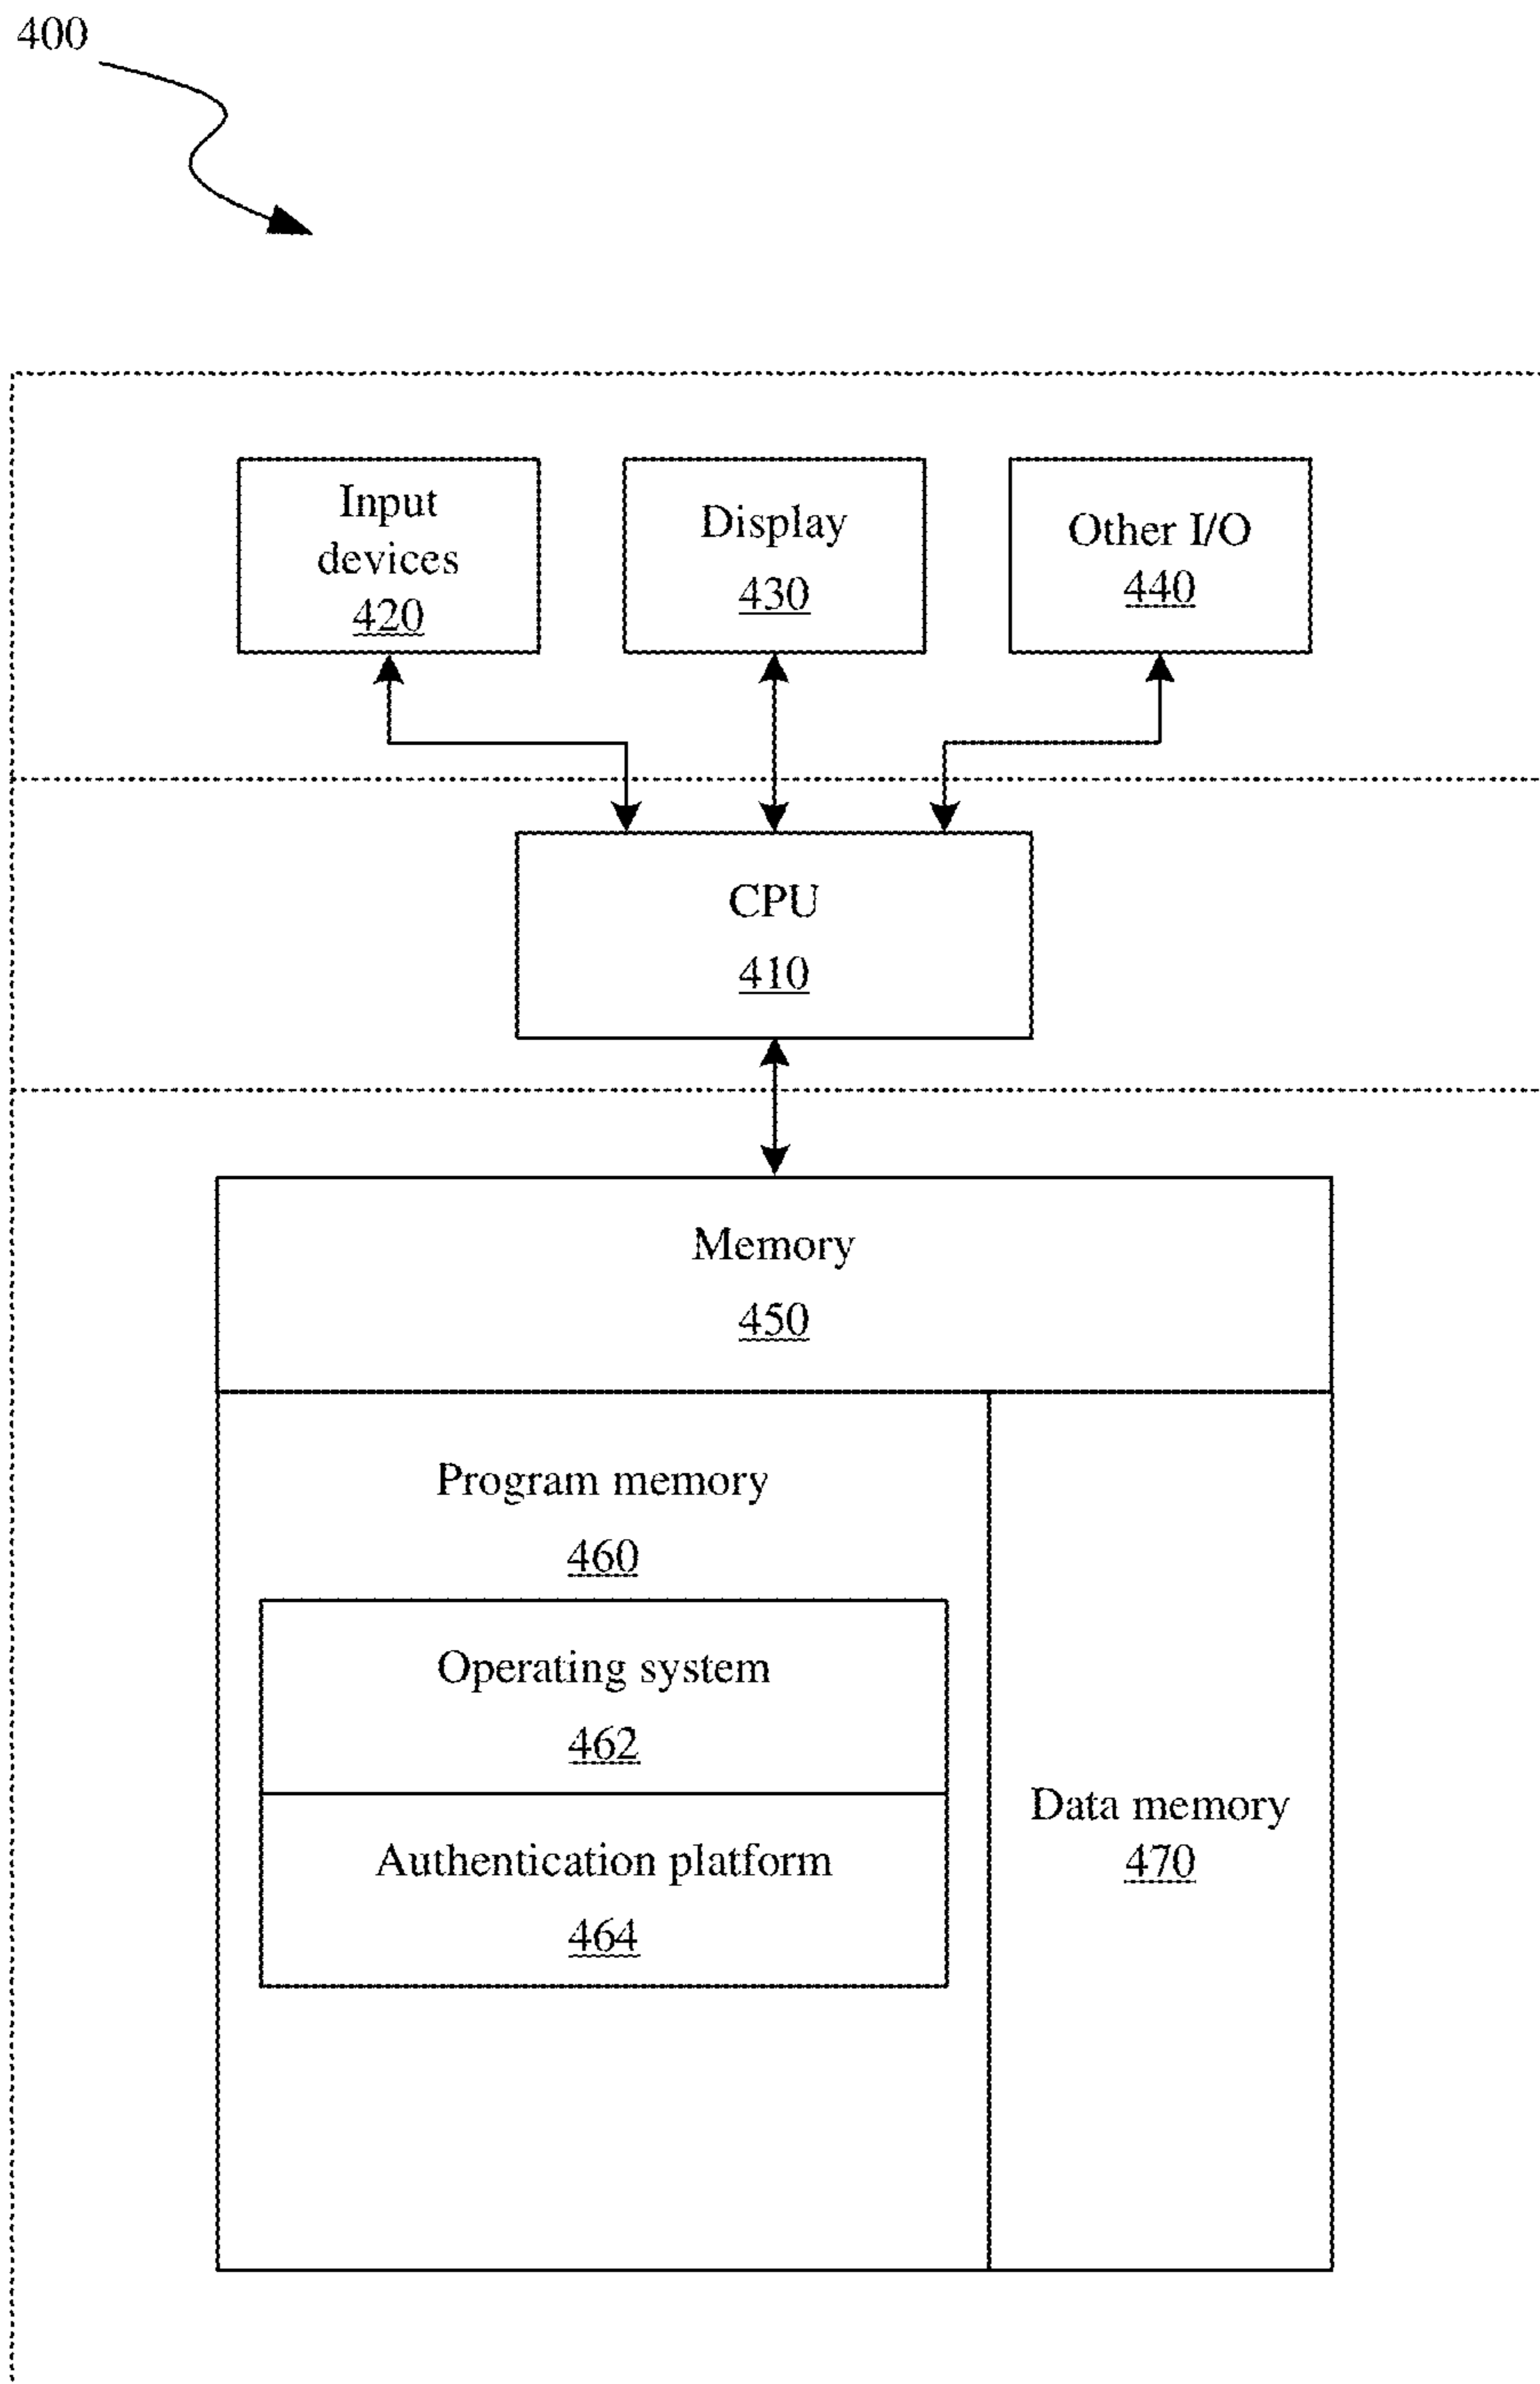 400
Input
devices
420
Display
430
Other I/O
440
CPU
410
Memory
450
Program memory
460
Operating system
462
Authentication platform
464
Data memory
470